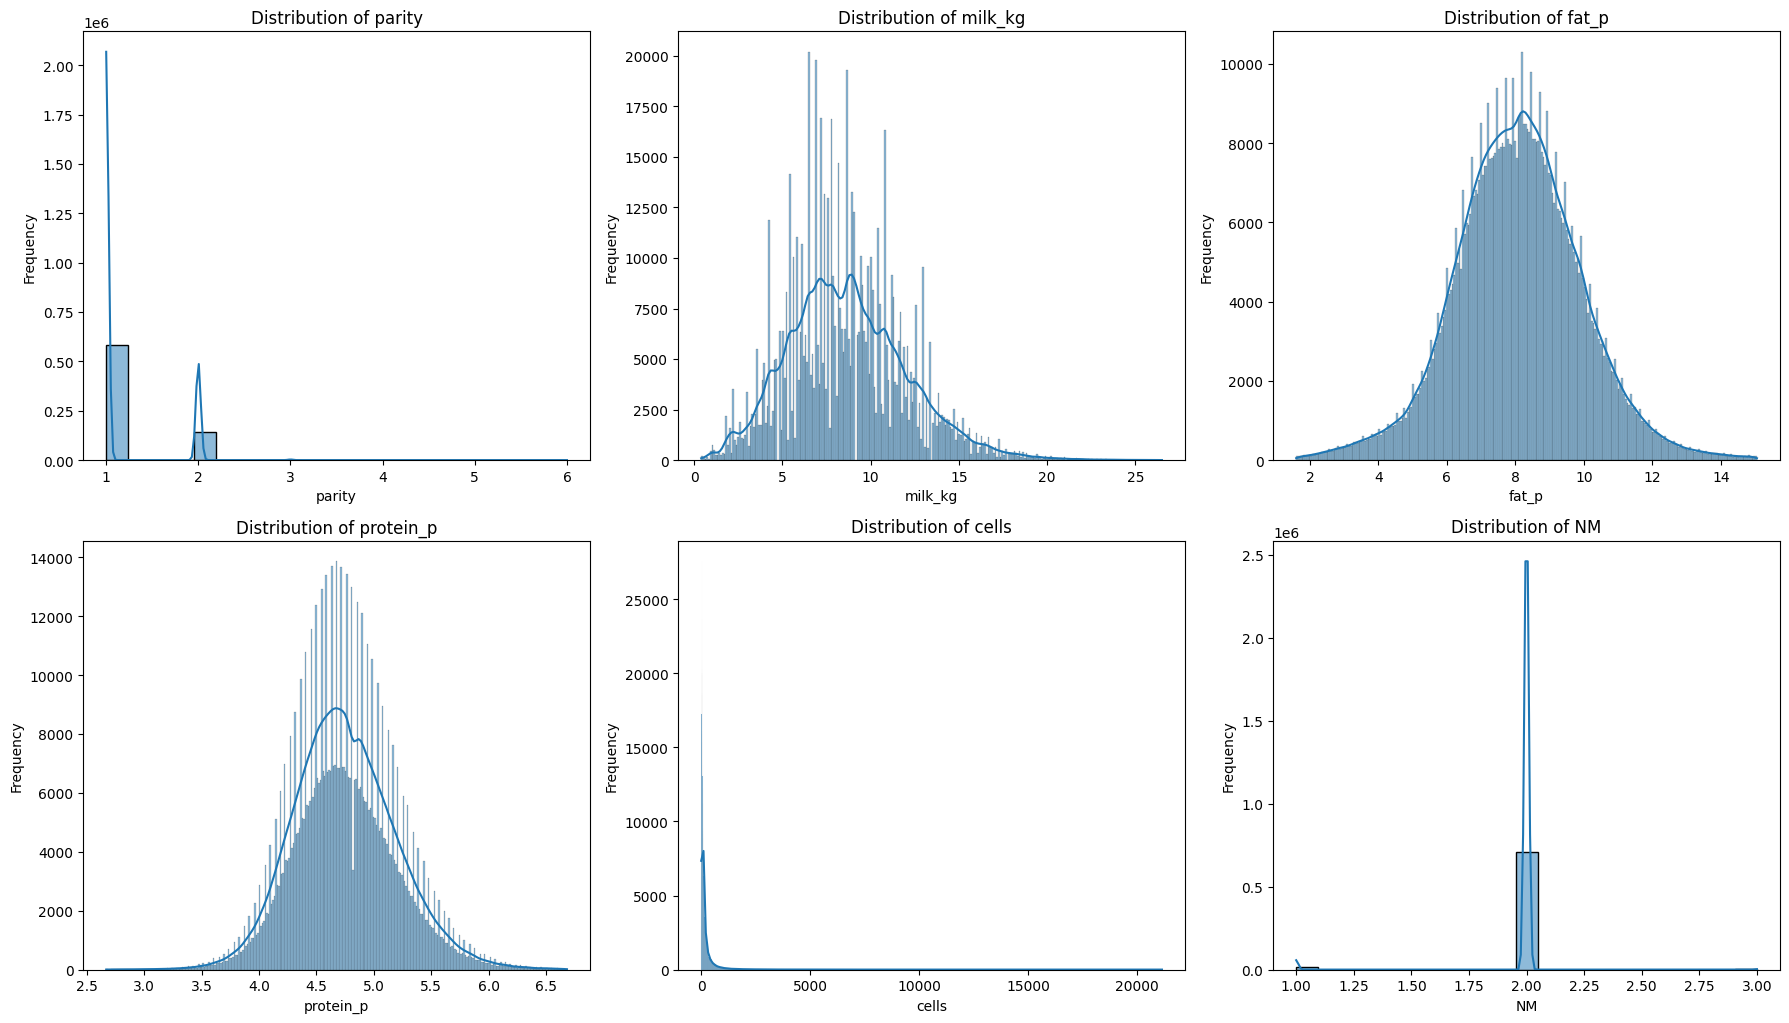 Distribution of parity
1e6
2.00
1.75
1.50
1.25
1.00
0.75
0.50
0.25
0.00
Frequency
1 2 3 4 5 6
parity
Distribution of milk_kg
20000
17500
15000
12500
10000
7500
5000
2500
0
Frequency
0 5 10 15 20 25
milk_kg
Distribution of fat_p
10000
8000
6000
4000
2000
0
Frequency
2 4 6 8 10 12 14
fat_p
Distribution of protein_p
14000
12000
10000
8000
6000
4000
2000
0
Frequency
2.5 3.0 3.5 4.0 4.5 5.0 5.5 6.0 6.5
protein_p
Distribution of cells
25000
20000
15000
10000
5000
0
Frequency
0 5000 10000 15000 20000
cells
Distribution of NM
1e6
2.5
2.0
1.5
1.0
0.5
0.0
Frequency
1.00 1.25 1.50 1.75 2.00 2.25 2.50 2.75 3.00
NM